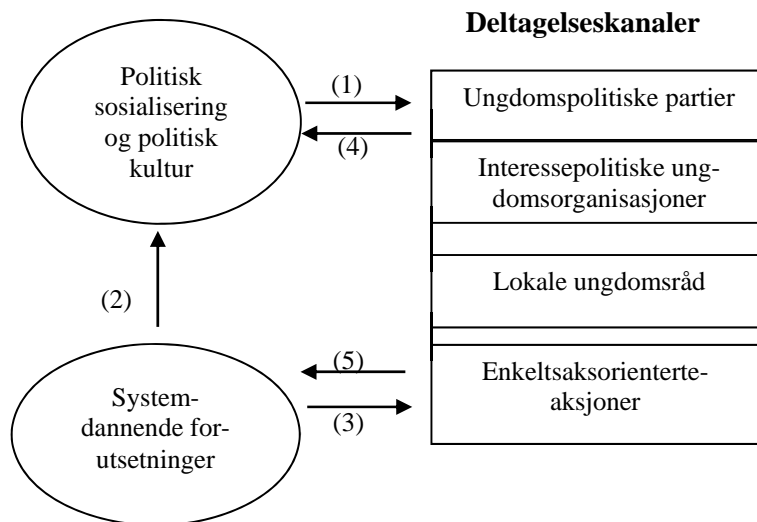 Deltagelseskanaler
Politisk
sosialisering
og politisk
kultur
(1)
(4)
Ungdomspolitiske partier
Interessepolitiske ung-
domsorganisasjoner
Lokale ungdomsråd
Enkeltsaksorienterte-
aksjoner
(2)
(5)
(3)
System-
dannende for-
utsetninger